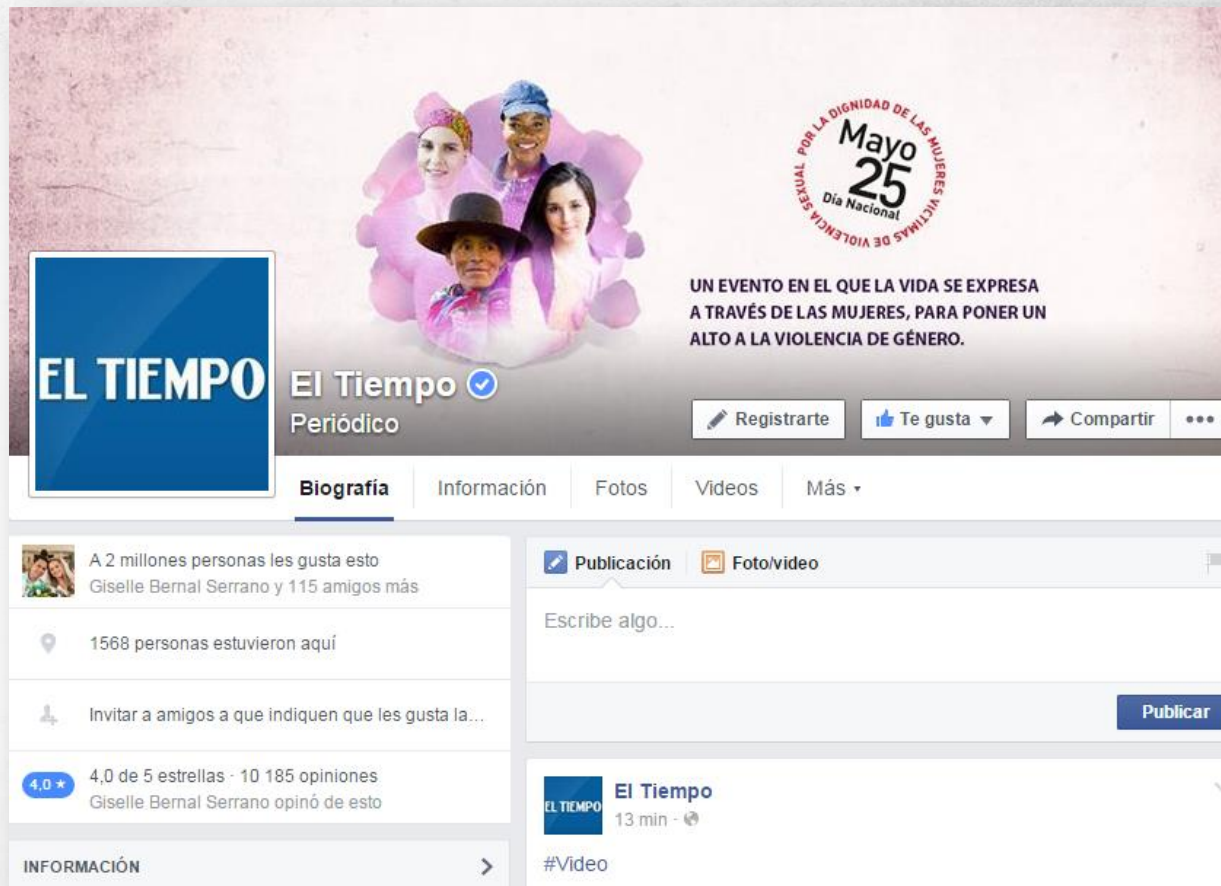 POR LA DIGNIDAD DE LAS MUJERES VICTIMAS DE VIOLENCIA SEXUAL
Mayo
25
Día Nacional
UN EVENTO EN EL QUE LA VIDA SE EXPRESA
A TRAVÉS DE LAS MUJERES, PARA PONER UN
ALTO A LA VIOLENCIA DE GÉNERO.
EL TIEMPO
El Tiempo
Periódico
Registrarte
Te gusta
Compartir
Biografía Información Fotos Videos Más
A 2 millones personas les gusta esto
Giselle Bernal Serrano y 115 amigos más
1568 personas estuvieron aquí
Invitar a amigos a que indiquen que les gusta la...
4,0 ★
4,0 de 5 estrellas · 10 185 opiniones
Giselle Bernal Serrano opinó de esto
INFORMACIÓN
Publicación Foto/video
Escribe algo...
Publicar
EL TIEMPO
El Tiempo
13 min ·
#Video